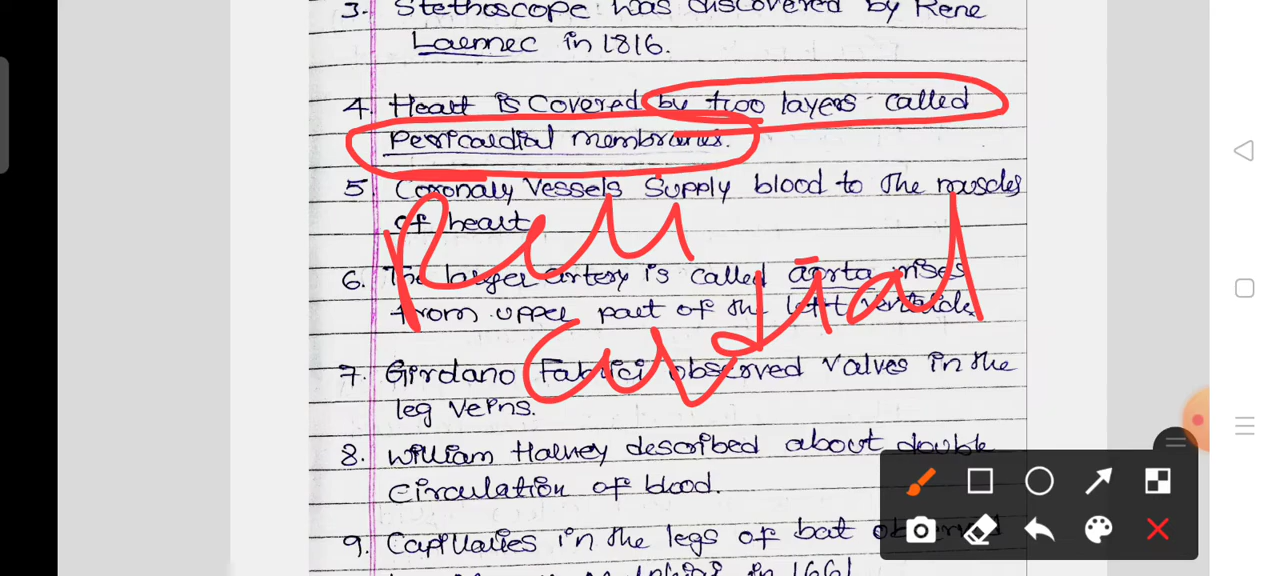 3. Stethoscope was discovered by Rene
Laennec in 1816.
4. Heart is covered by two layers called
Pericardial membranes.
5. Coronary Vessels Supply blood to the muscles
of heart
6. The larger artery is called aorta rises
from upper part of the left ventricle.
7. Girdano Fabrici observed valves in the
leg veins.
8. William Harvey described about double
circulation of blood.
9. Capillaries in the legs of bat observed
in 1661